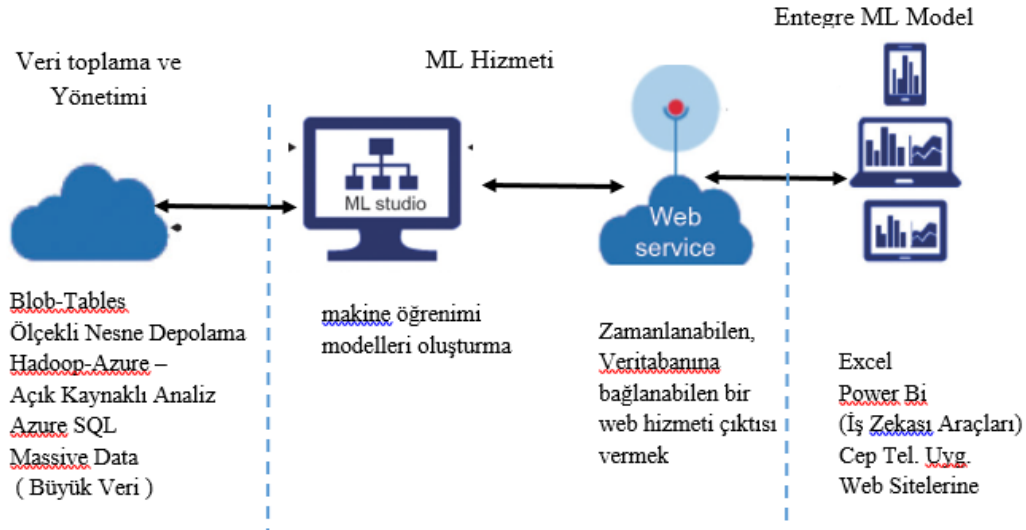 Veri toplama ve
Yönetimi
ML Hizmeti
Entegre ML Model
ML studio
Web
service
Blob-Tables
Ölçekli Nesne Depolama
Hadoop-Azure –
Açık Kaynaklı Analiz
Azure SQL
Massive Data
( Büyük Veri )
makine öğrenimi
modelleri oluşturma
Zamanlanabilen,
Veritabanına
bağlanabilen bir
web hizmeti çıktısı
vermek
Excel
Power Bi
(İş Zekası Araçları)
Cep Tel. Uyg.
Web Sitelerine